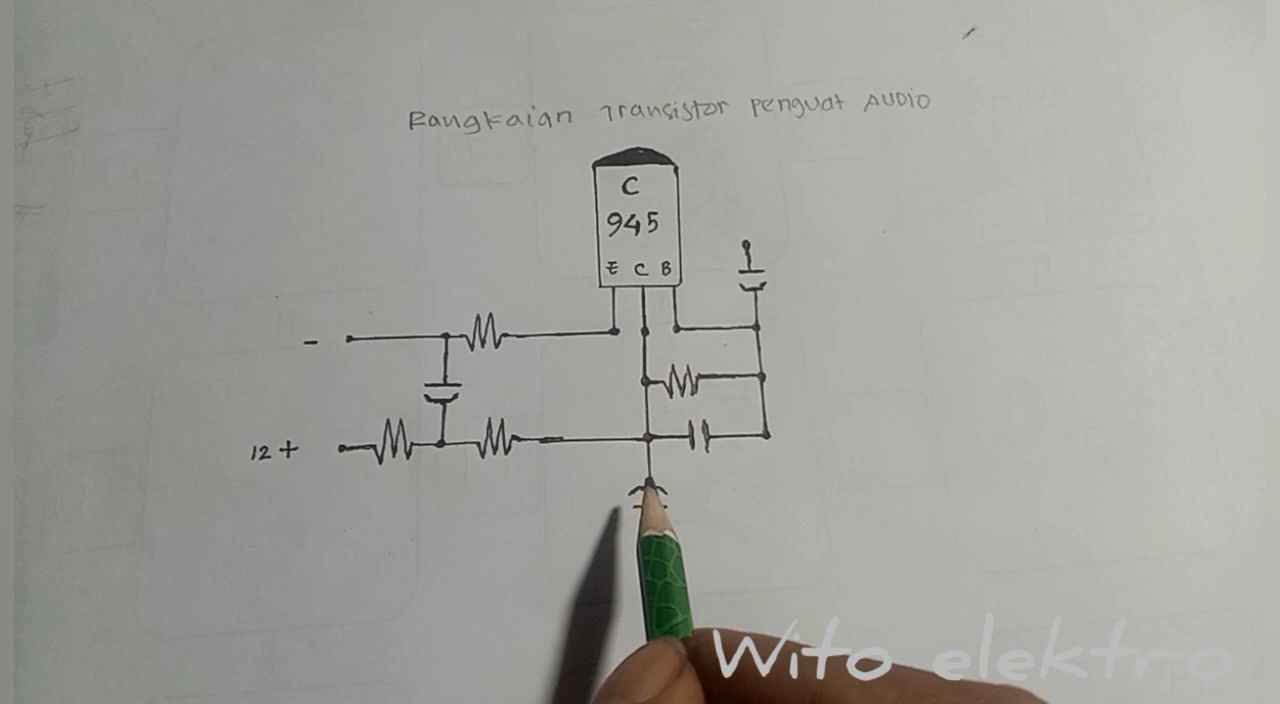 Rangkaian Transistor penguat AUDIO
C
945
E C B
-
12 +
Wito elektro